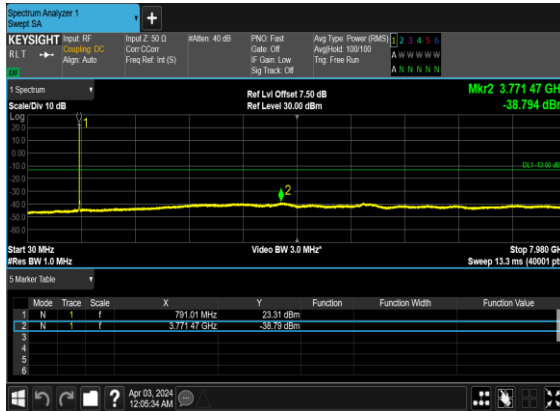 Spectrum Analyzer 1
Swept SA
+
KEYSIGHT Input: RF Input Z: 50 Ω #Atten: 40 dB PNO: Fast Avg Type: Power (RMS) 1 2 3 4 5 6
RLT Coupling: DC Corr CCorr Gate: Off Avg|Hold: 100/100 A W W W W W
Align: Auto Freq Ref: Int (S) IF Gain: Low Trig: Free Run
Sig Track: Off A N N N N N
1 Spectrum
Scale/Div 10 dB
Ref Lvl Offset 7.50 dB
Ref Level 30.00 dBm
Mkr2 3.771 47 GHz
-38.794 dBm
Log
20.0
10.0
0.00
-10.0
-20.0
-30.0
-40.0
-50.0
-60.0
1
DL1 -13.00 dB
2
Start 30 MHz Video BW 3.0 MHz* Stop 7.980 GH
#Res BW 1.0 MHz Sweep 13.3 ms (40001 pt
5 Marker Table
Mode Trace Scale X Y Function Function Width Function Value
1 N 1 f 791.01 MHz 23.31 dBm
2 N 1 f 3.771 47 GHz -38.79 dBm
3
4
5
6
? Apr 03, 2024
12:05:34 AM